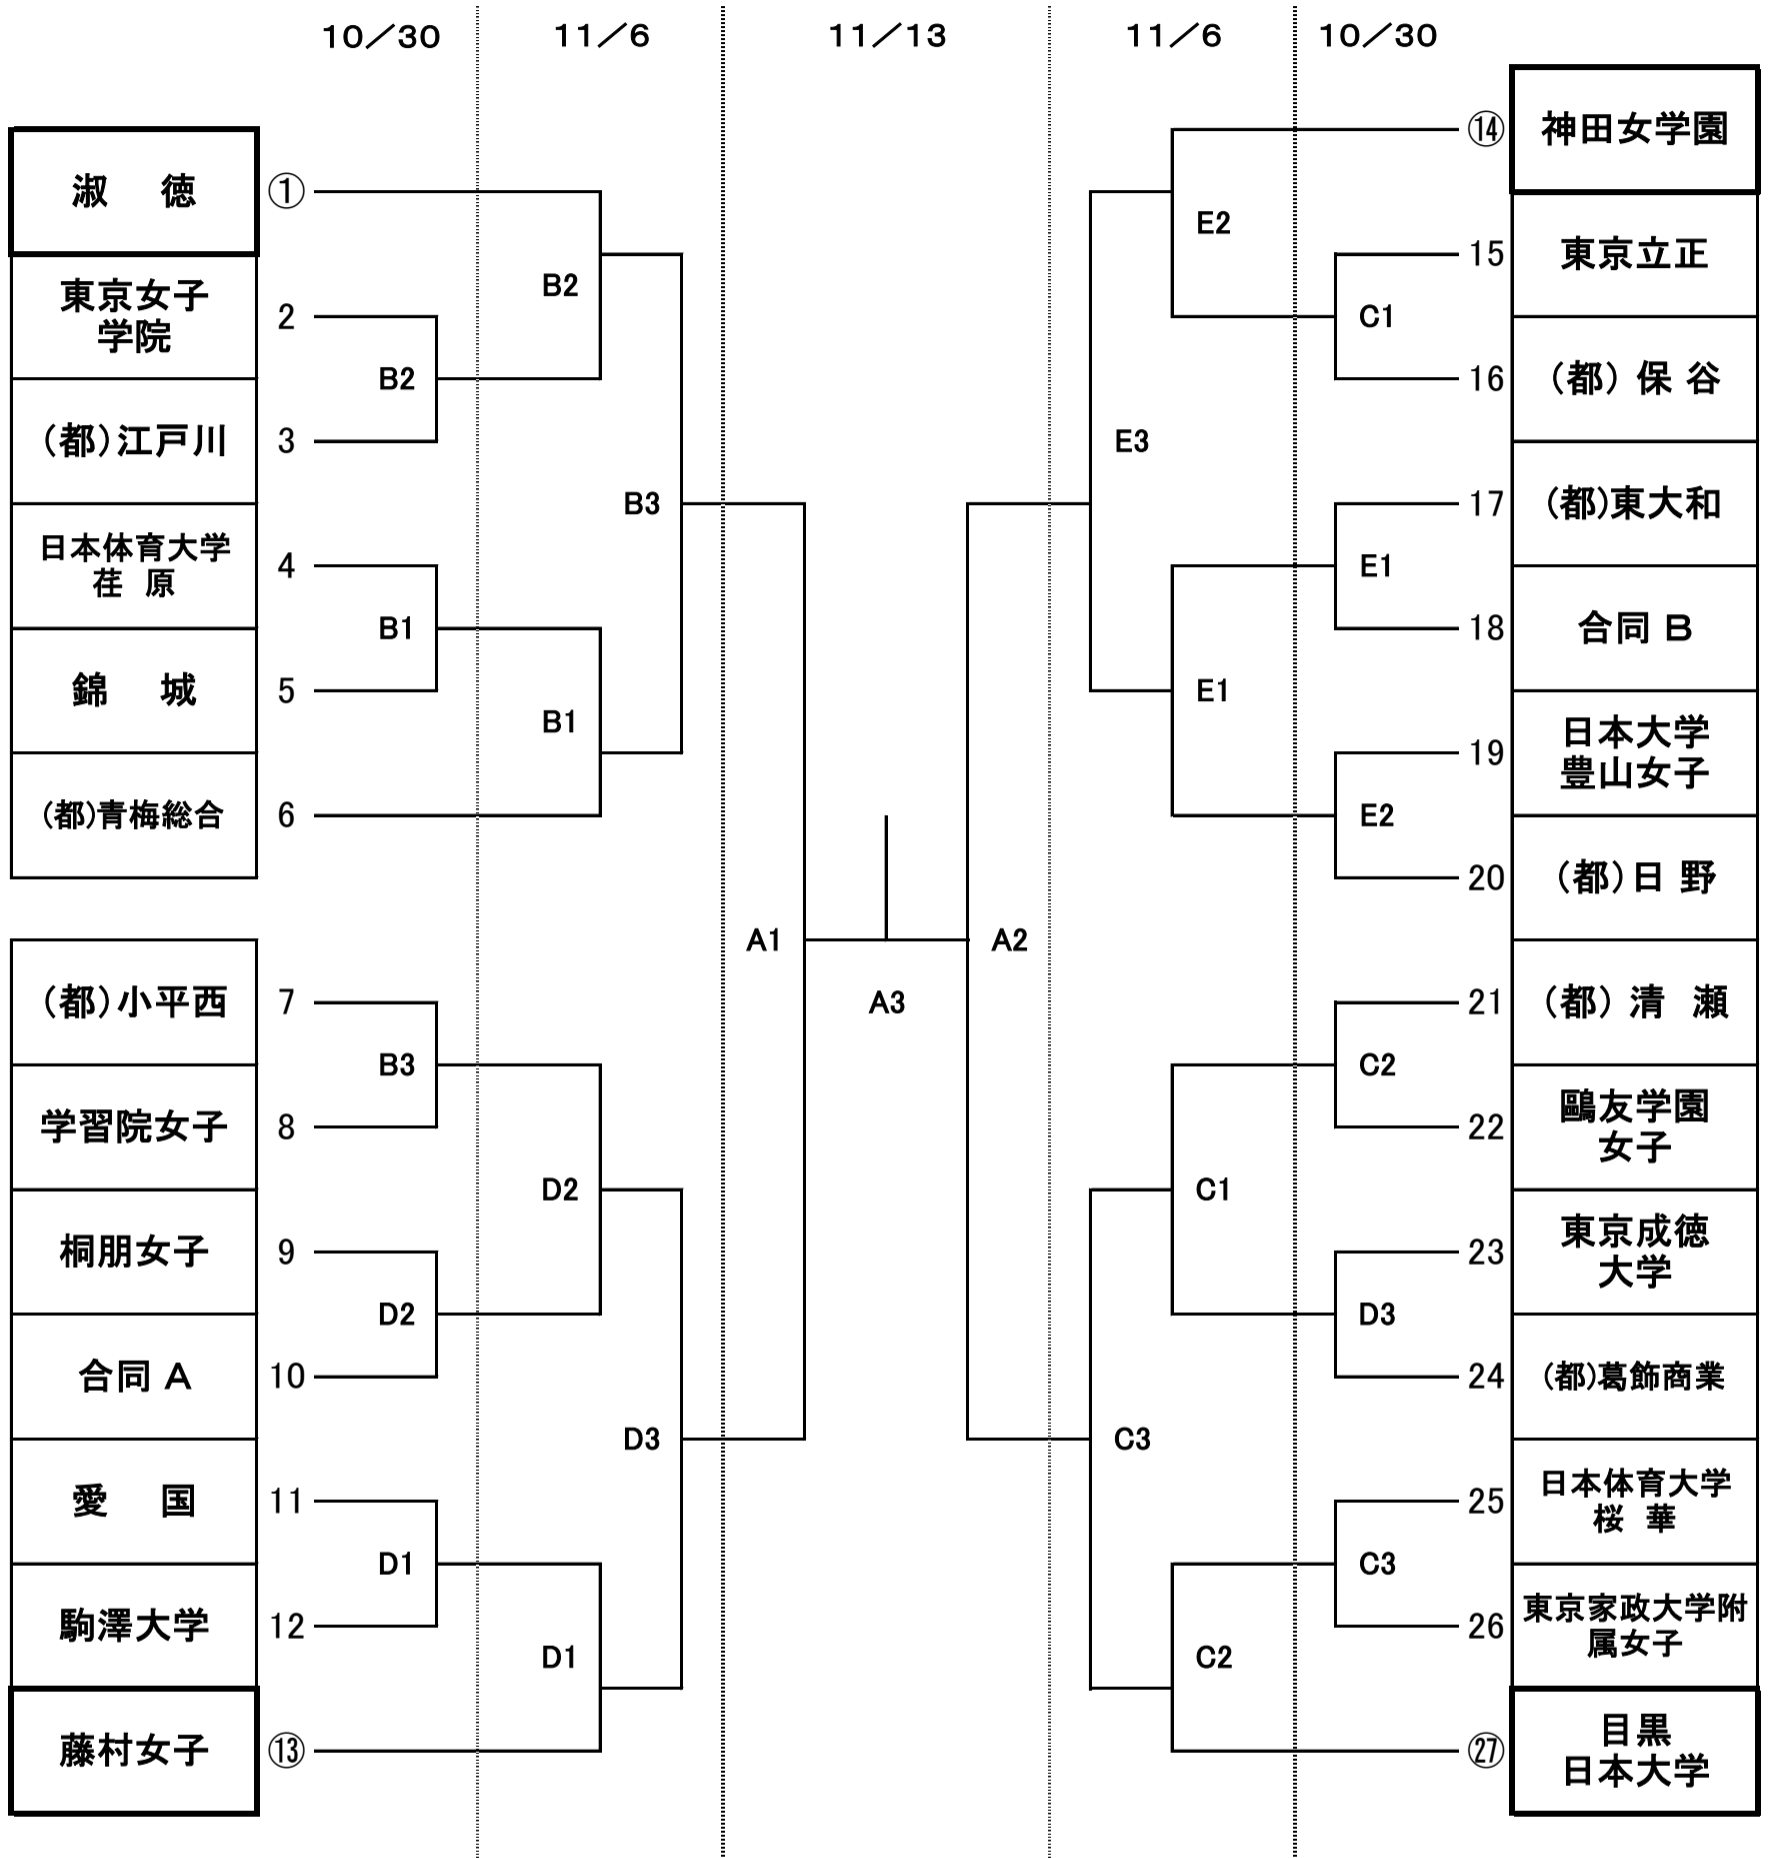 10／30
11／6
11／13
11／6
10／30
淑 徳
①
東京女子
学院
2
（都）江戸川
3
日本体育大学
荏 原
4
錦 城
5
（都）青梅総合
6
（都）小平西
7
学習院女子
8
桐朋女子
9
合同 A
10
愛 国
11
駒澤大学
12
藤村女子
⑬
B2
B1
B3
D2
D1
B2
B1
D2
D1
B3
D3
A1
A3
A2
E3
C3
E2
E1
C1
C2
C1
E1
E2
C2
D3
C3
⑭
神田女学園
15
東京立正
16
（都） 保 谷
17
（都）東大和
18
合同 B
19
日本大学
豊山女子
20
（都）日 野
21
（都） 清 瀬
22
鷗友学園
女子
23
東京成徳
大学
24
（都）葛飾商業
25
日本体育大学
桜 華
26
東京家政大学附
属女子
㉗
目黒
日本大学